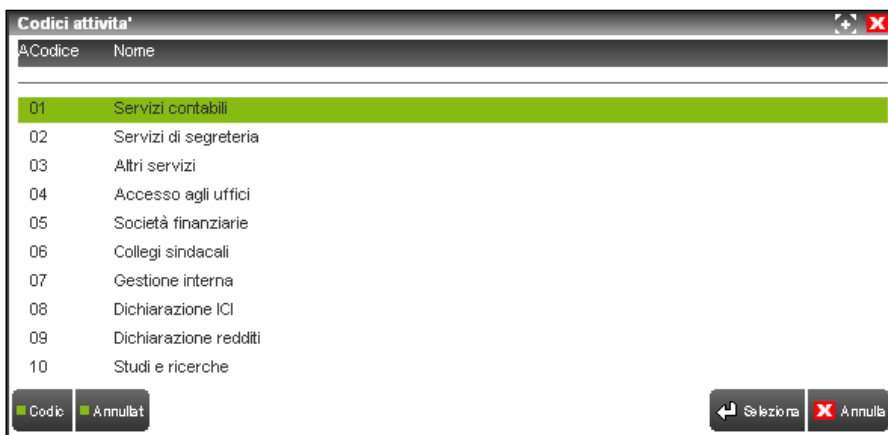 Codici attivita'
ACodice Nome
01 Servizi contabili
02 Servizi di segreteria
03 Altri servizi
04 Accesso agli uffici
05 Società finanziarie
06 Collegi sindacali
07 Gestione interna
08 Dichiarazione ICI
09 Dichiarazione redditi
10 Studi e ricerche
Codic Annullat Seleziona Annulla